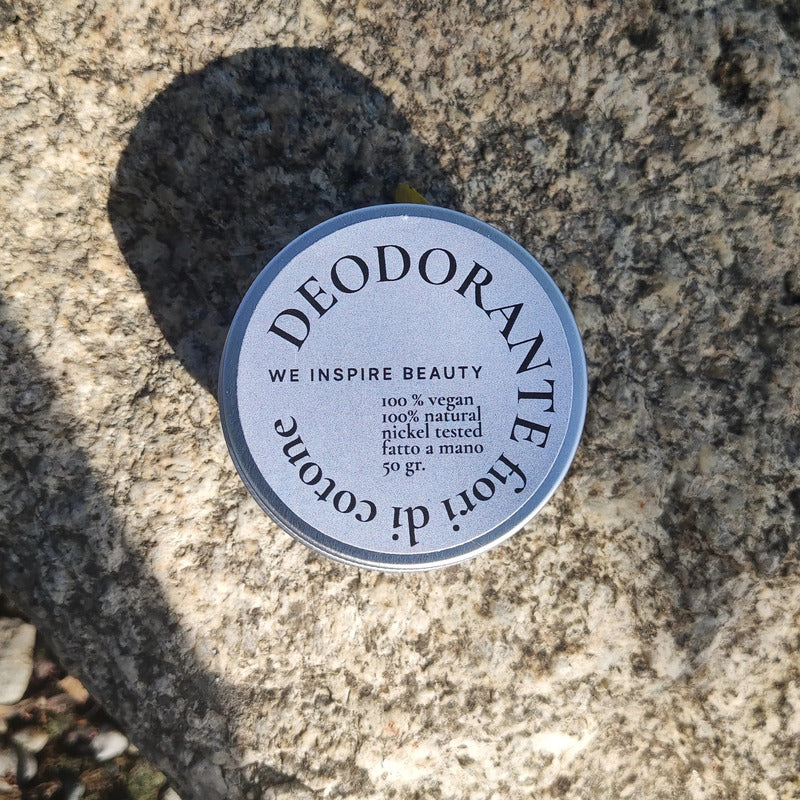 DEODORANTE fiori di cotone
WE INSPIRE BEAUTY
100 % vegan
100% natural
nickel tested
fatto a mano
50 gr.